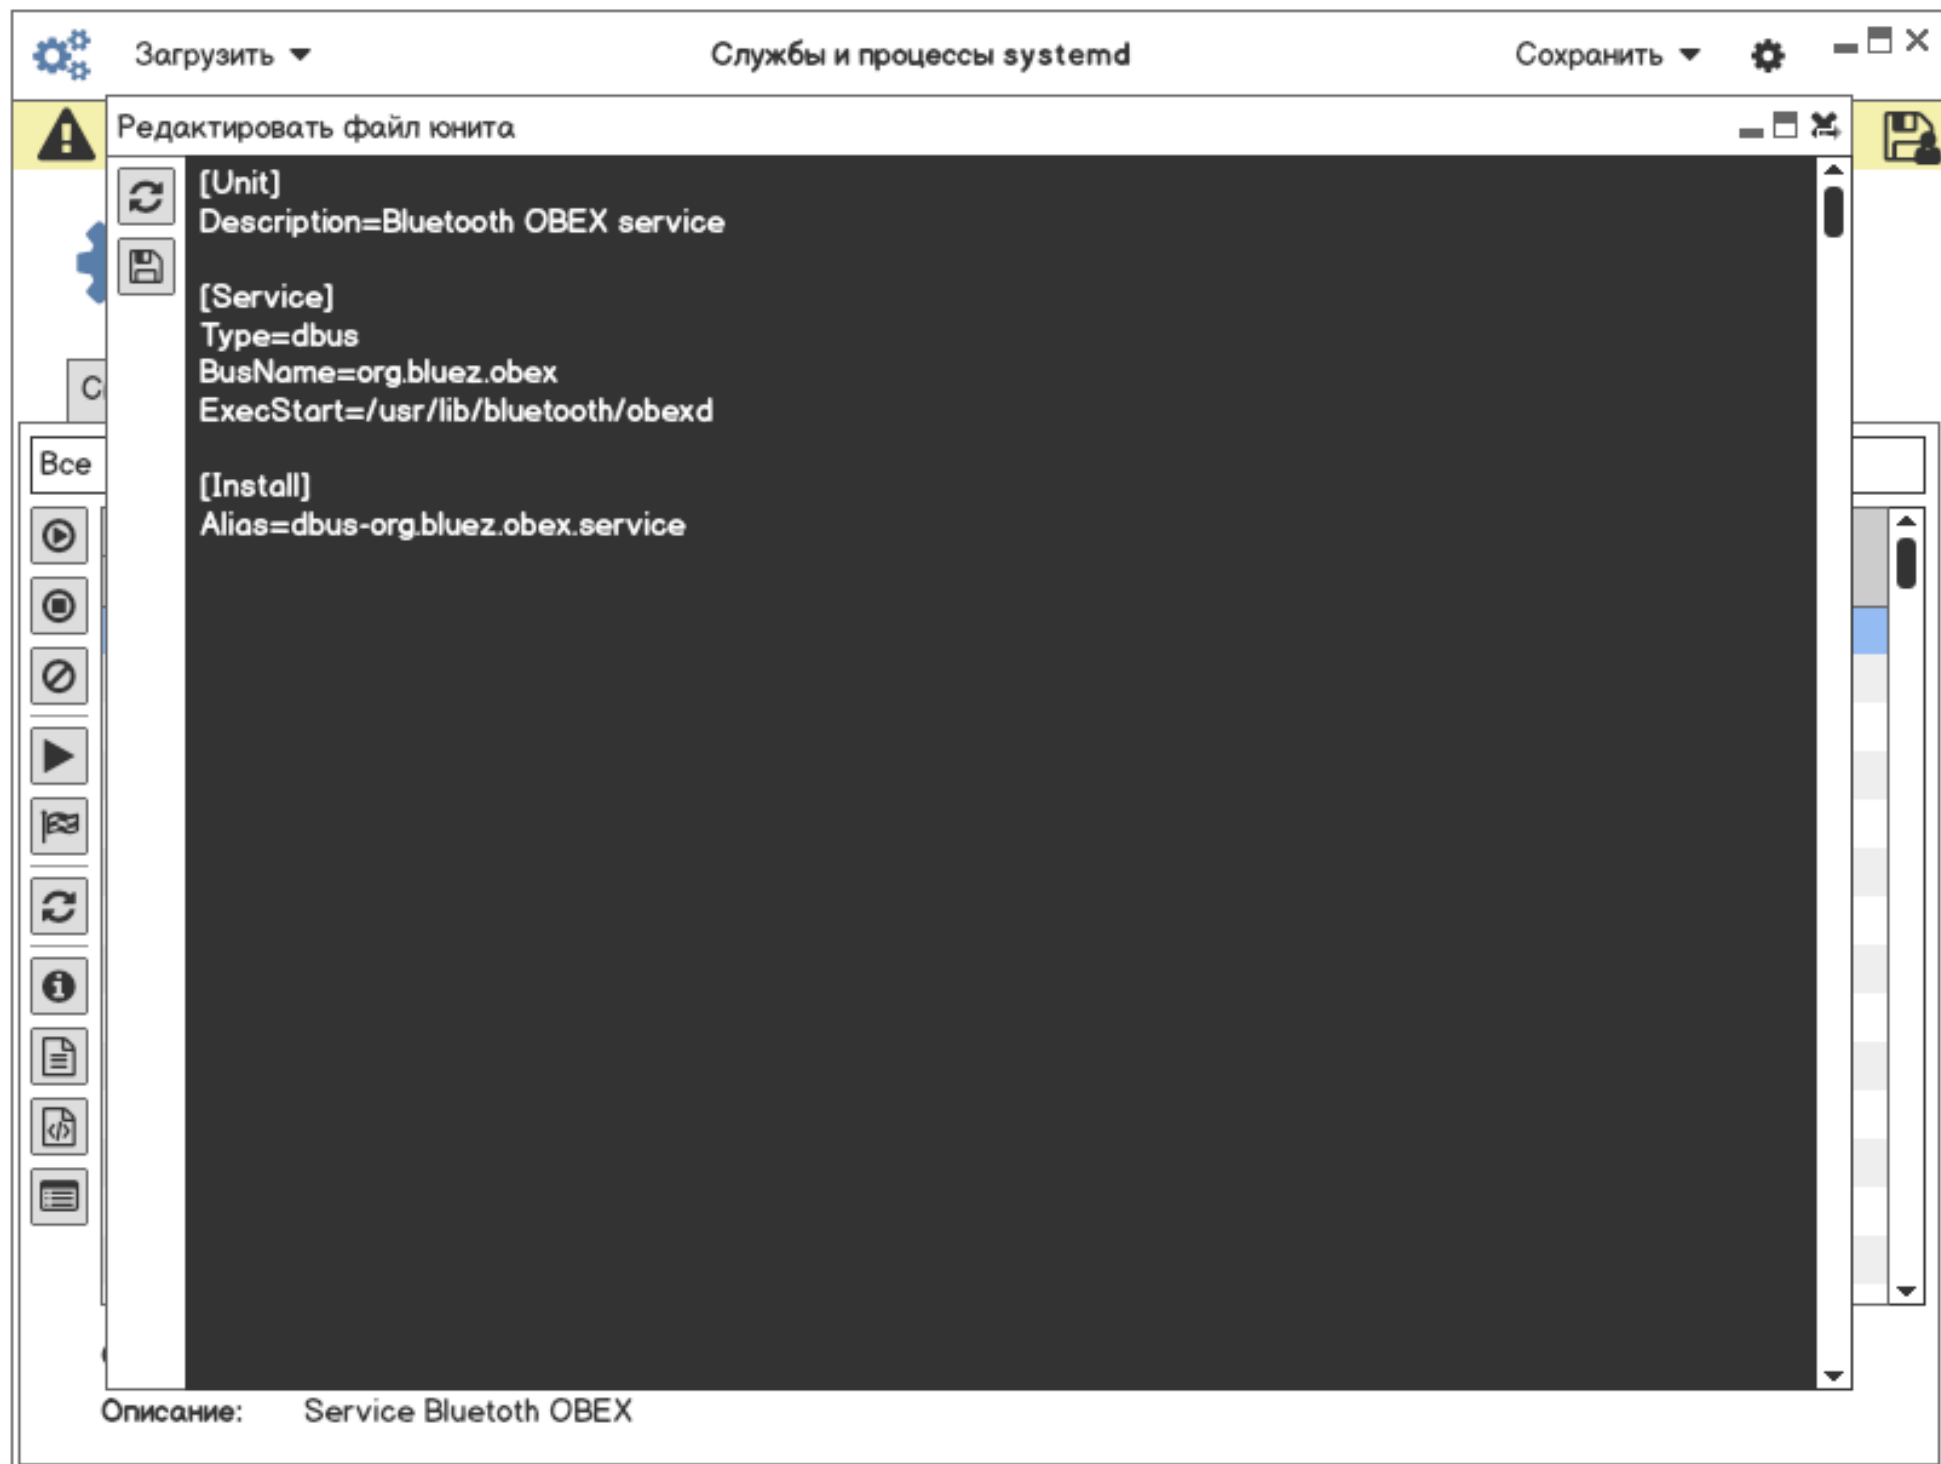 Загрузить
Службы и процессы systemd
Сохранить
Редактировать файл юнита
[Unit]
Description=Bluetooth OBEX service
[Service]
Type=dbus
BusName=org.bluez.obex
ExecStart=/usr/lib/bluetooth/obexd
[Install]
Alias=dbus-org.bluez.obex.service
Все
Описание: Service Bluetoth OBEX